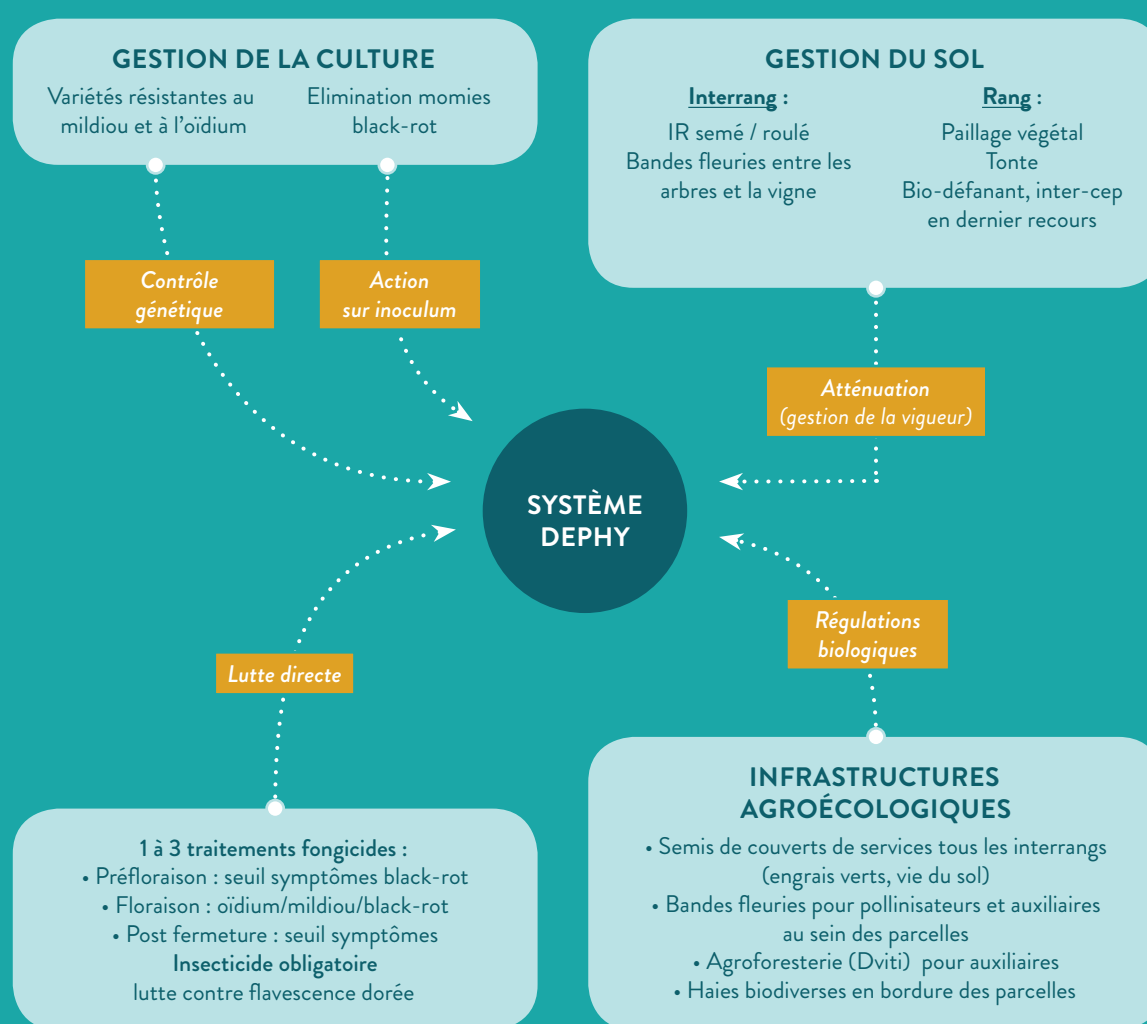 GESTION DE LA CULTURE
Variétés résistantes au
mildiou et à l'oïdium
Elimination momies
black-rot
GESTION DU SOL
Interrang :
IR semé / roulé
Bandes fleuries entre les
arbres et la vigne
Rang :
Paillage végétal
Tonte
Bio-défanant, inter-cep
en dernier recours
Contrôle
génétique
Action
sur inoculum
Atténuation
(gestion de la vigueur)
SYSTÈME
DEPHY
Lutte directe
Régulations
biologiques
1 à 3 traitements fongicides :
• Préfloraison : seuil symptômes black-rot
• Floraison : oïdium/mildiou/black-rot
• Post fermeture : seuil symptômes
Insecticide obligatoire
lutte contre flavescence dorée
INFRASTRUCTURES
AGROÉCOLOGIQUES
• Semis de couverts de services tous les interrangs
(engrais verts, vie du sol)
• Bandes fleuries pour pollinisateurs et auxiliaires
au sein des parcelles
• Agroforesterie (Dviti) pour auxiliaires
• Haies biodiverses en bordure des parcelles